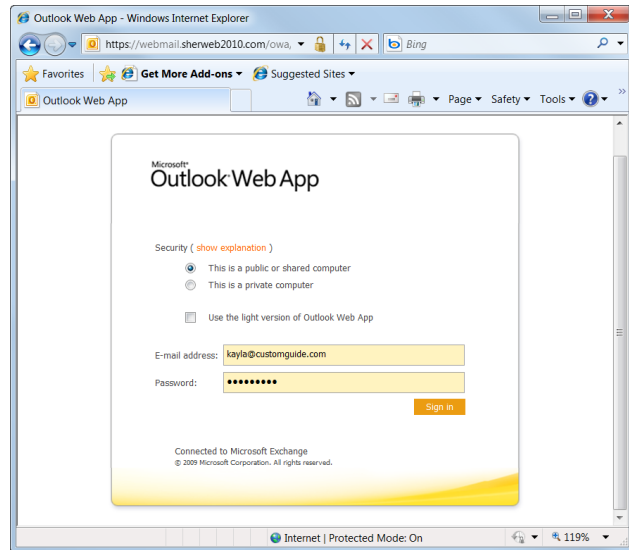 Outlook Web App - Windows Internet Explorer
https://webmail.sherweb2010.com/owa, Bing
Favorites Get More Add-ons Suggested Sites
Outlook Web App Page Safety Tools »
Microsoft®
Outlook Web App
Security ( show explanation )
This is a public or shared computer
This is a private computer
Use the light version of Outlook Web App
E-mail address: kayla@customguide.com
Password: •••••••••
Sign in
Connected to Microsoft Exchange
© 2009 Microsoft Corporation. All rights reserved.
Internet | Protected Mode: On 119%